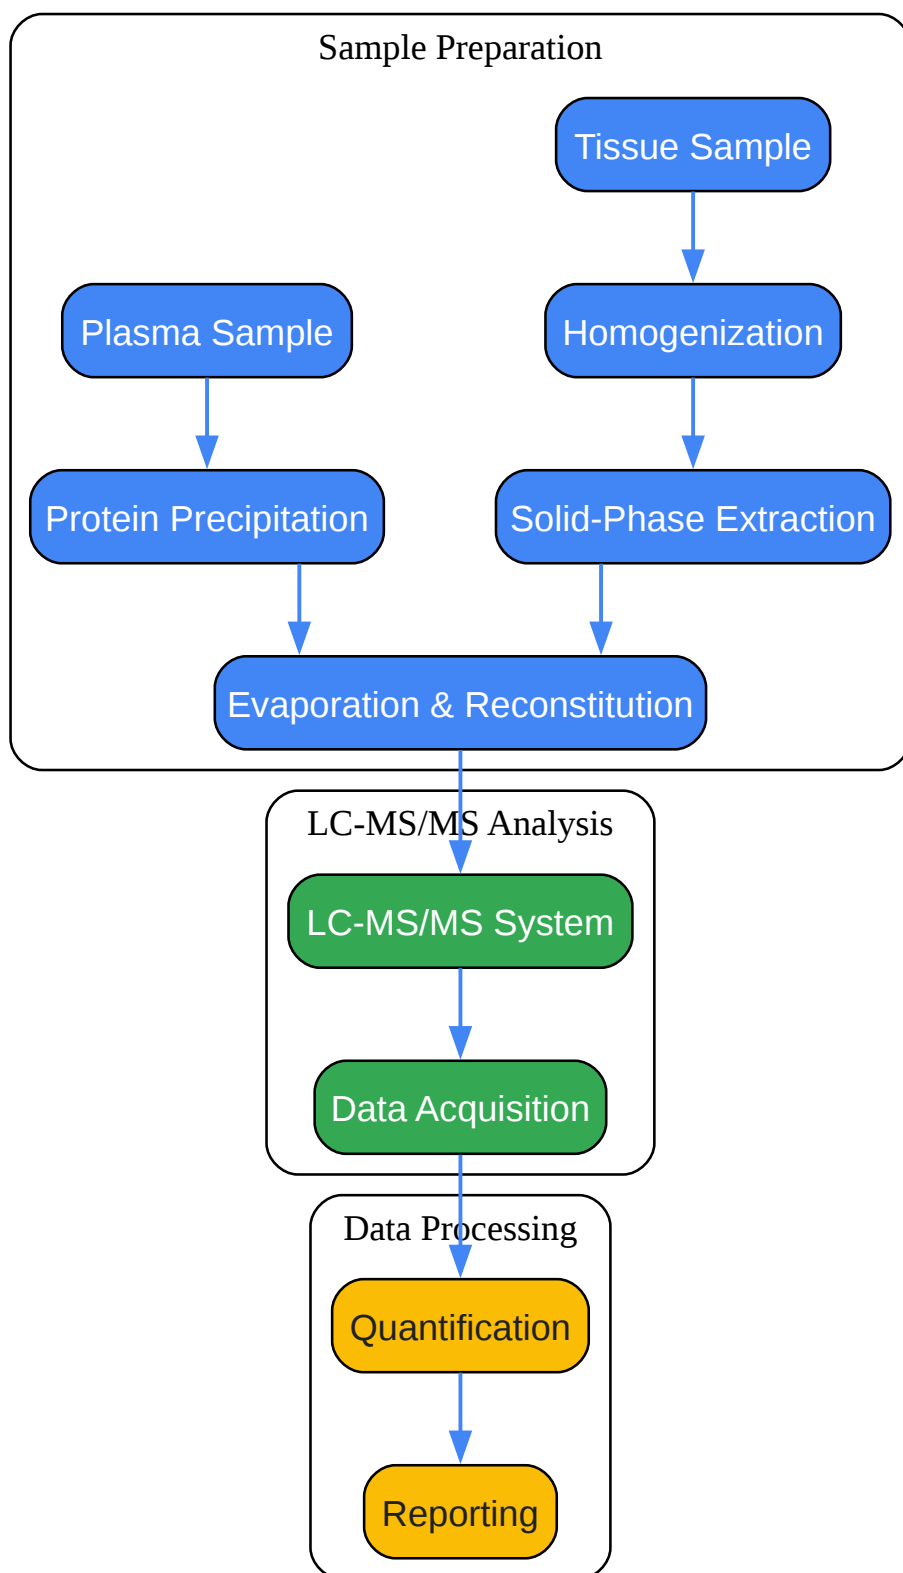 Sample Preparation
Tissue Sample
Plasma Sample
Homogenization
Protein Precipitation
Solid-Phase Extraction
Evaporation & Reconstitution
LC-MS/MS Analysis
LC-MS/MS System
Data Acquisition
Data Processing
Quantification
Reporting